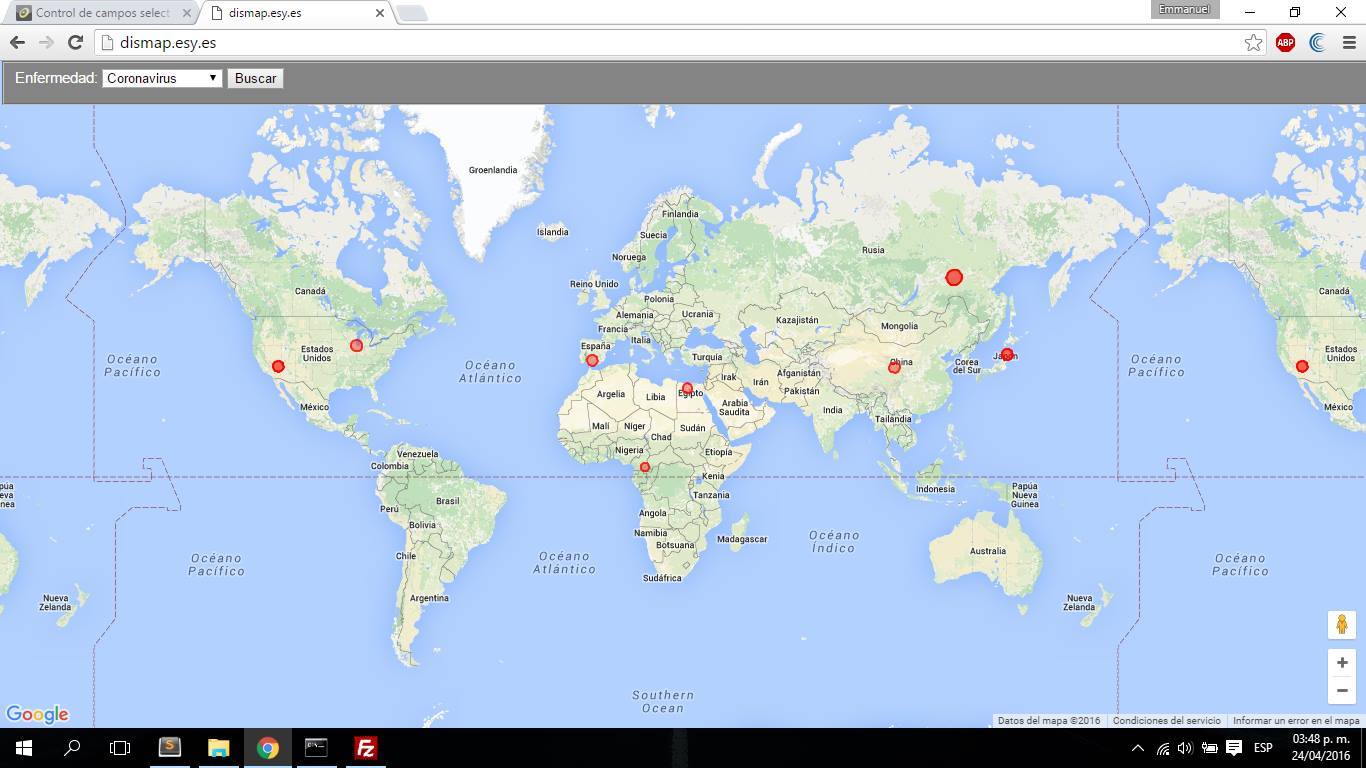 Control de campos select
dismap.esy.es
Emmanuel
dismap.esy.es
ABP
Enfermedad: Coronavirus Buscar
Groenlandia
Finlandia
Islandia
Suecia
Rusia
Noruega
Reino Unido
Canadá
Canadá
Polonia
Alemania
Ucrania
Kazajistán
Francia
Mongolia
Italia
España
Estados
Unidos
Estados
Unidos
Océano
Pacífico
Océano
Atlántico
Turquía
Japón
Corea
del Sur
China
Océano
Pacífico
Afganistán
Irak
Irán
Pakistán
Argelia
Libia
Egipto
Arabia
Saudita
India
México
México
Malí
Níger
Sudán
Tailandia
Chad
Nigeria
Etiopía
Venezuela
Colombia
Kenia
Papúa
Nueva
Guinea
Indonesia
Tanzania
Brasil
Perú
Angola
Bolivia
Namibia
Botsuana
Madagascar
Océano
Índico
Océano
Pacífico
Océano
Atlántico
Chile
Australia
Océano
Pacífico
Sudáfrica
Argentina
Nueva
Zelanda
Nueva
Zelanda
Southern
Ocean
Google
Datos del mapa ©2016 Condiciones del servicio Informar un error en el mapa
ESP
03:48 p. m.
24/04/2016